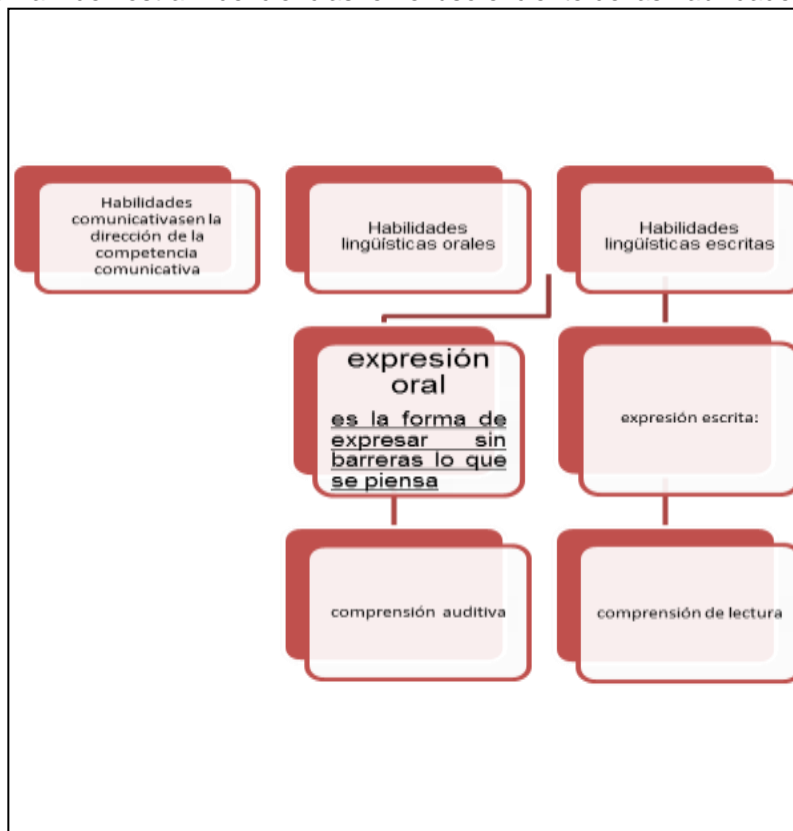 Habilidades
comunicativasen la
dirección de la
competencia
comunicativa
Habilidades
lingüísticas orales
Habilidades
lingüísticas escritas
expresión
oral
es la forma de
expresar sin
barreras lo que
se piensa
expresión escrita:
comprensión auditiva
comprensión de lectura